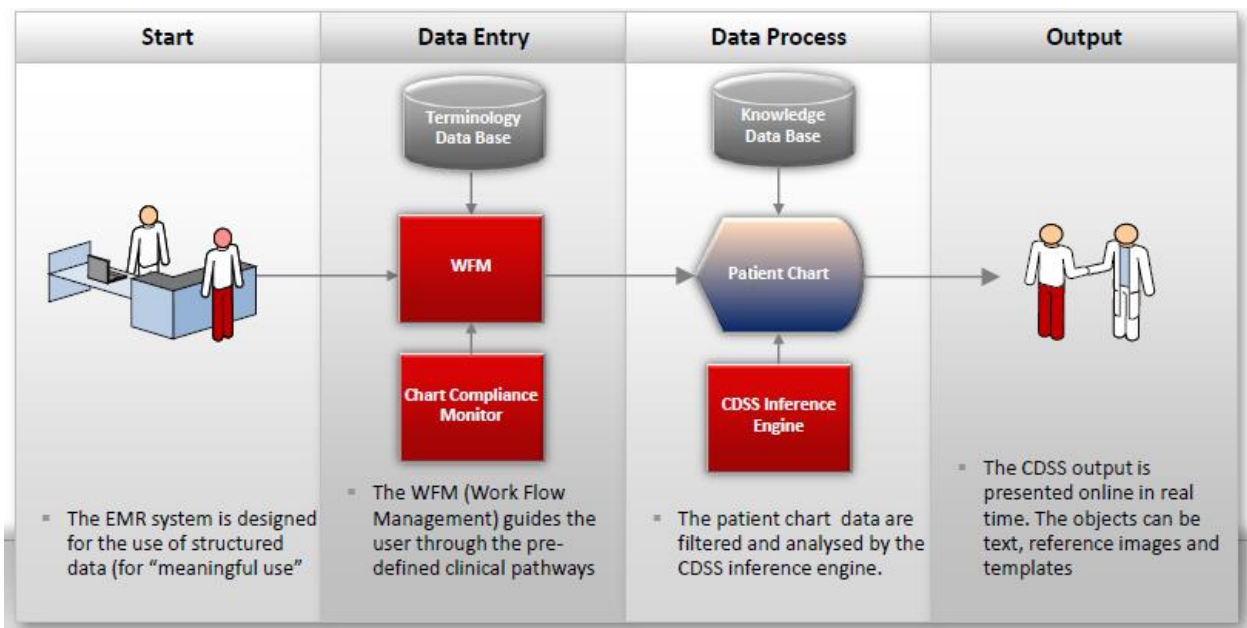 Start
Data Entry
Data Process
Output
Terminology
Data Base
Knowledge
Data Base
WFM
Patient Chart
Chart Compliance
Monitor
CDSS Inference
Engine
▪ The EMR system is designed
for the use of structured
data (for “meaningful use”
▪ The WFM (Work Flow
Management) guides the
user through the pre-
defined clinical pathways
▪ The patient chart data are
filtered and analysed by the
CDSS inference engine.
▪ The CDSS output is
presented online in real
time. The objects can be
text, reference images and
templates